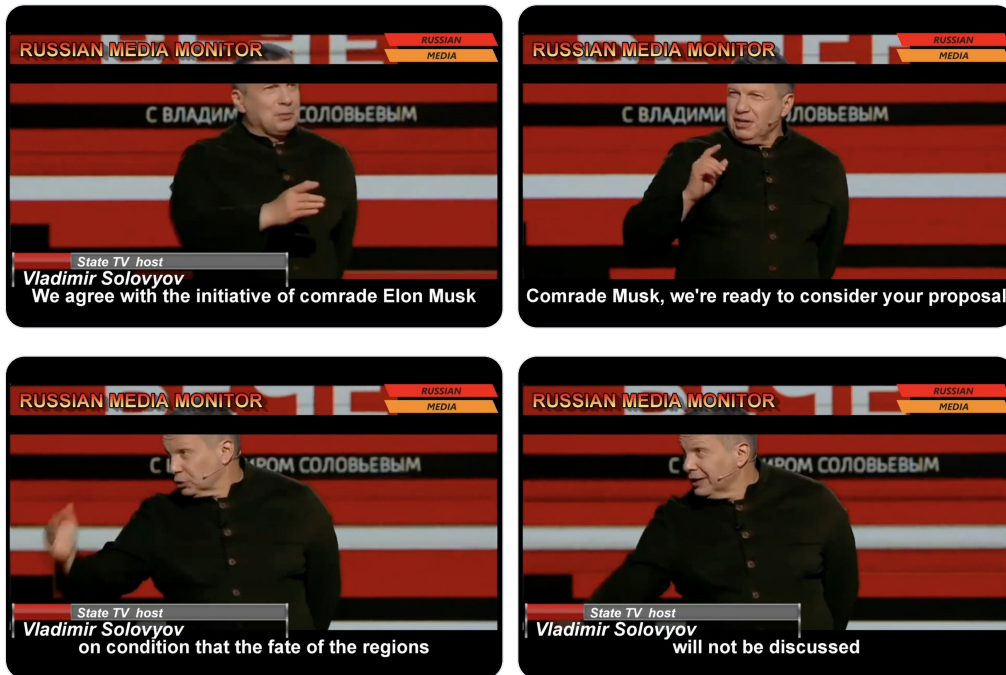 RUSSIAN MEDIA MONITOR
RUSSIAN
MEDIA
С ВЛАДИМ СОЛОВЬЕВЫМ
State TV host
Vladimir Solovyov
We agree with the initiative of comrade Elon Musk
RUSSIAN MEDIA MONITOR
RUSSIAN
MEDIA
С ВЛАДИМИ ЛОВЬЕВЫМ
Comrade Musk, we're ready to consider your proposal
RUSSIAN MEDIA MONITOR
RUSSIAN
MEDIA
С ИРОМ СОЛОВЬЕВЫМ
State TV host
Vladimir Solovyov
on condition that the fate of the regions
RUSSIAN MEDIA MONITOR
RUSSIAN
MEDIA
С МИРОМ СОЛОВЬЕВЫМ
State TV host
Vladimir Solovyov
will not be discussed